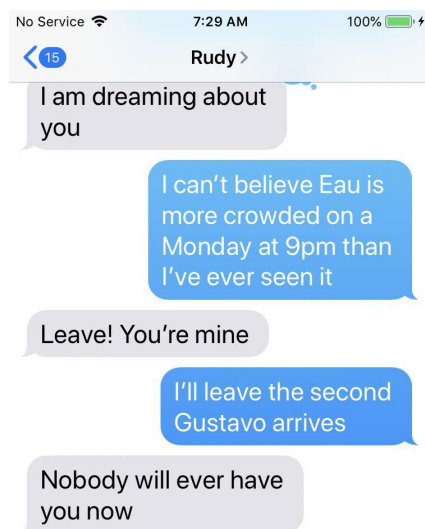 No Service 7:29 AM 100%
15 Rudy
I am dreaming about
you
I can’t believe Eau is
more crowded on a
Monday at 9pm than
I’ve ever seen it
Leave! You’re mine
I’ll leave the second
Gustavo arrives
Nobody will ever have
you now